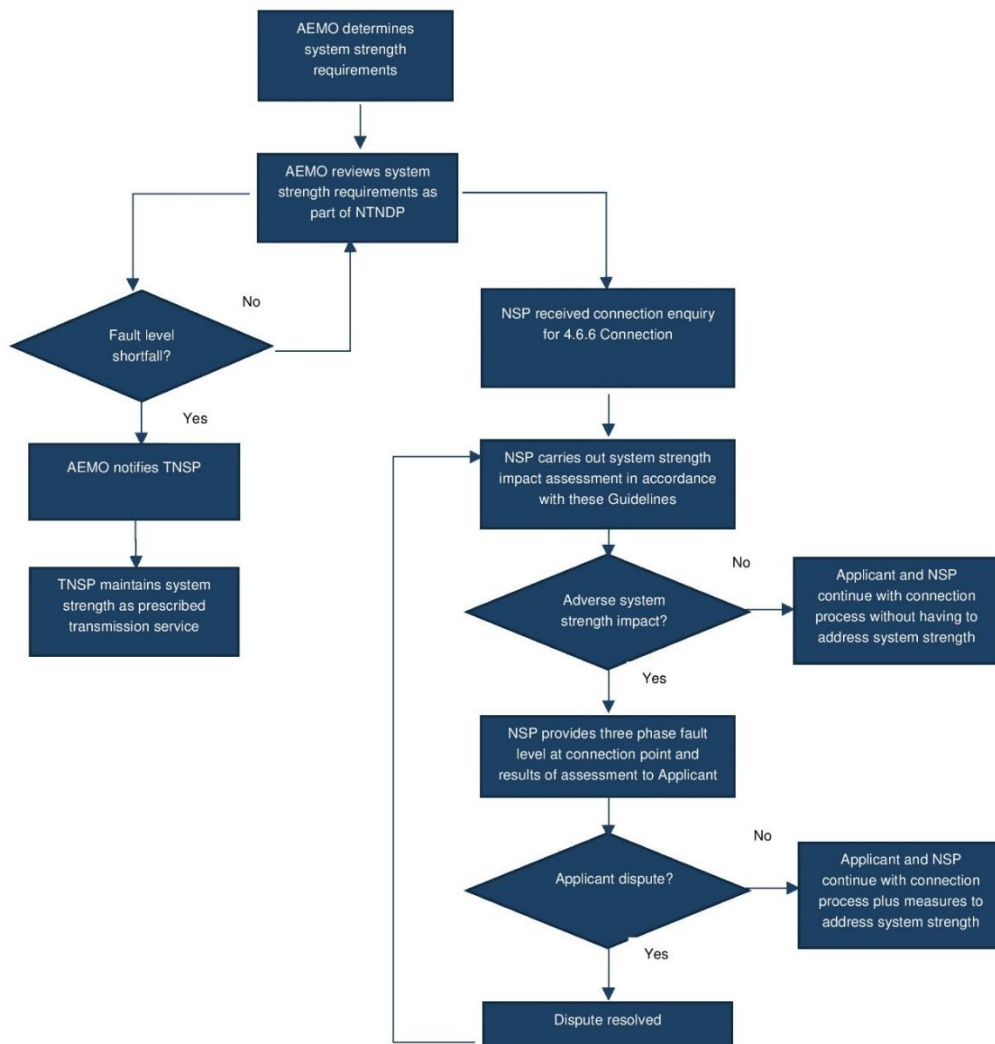 AEMO determines
system strength
requirements
AEMO reviews system
strength requirements as
part of NTNDP
No
Fault level
shortfall?
Yes
AEMO notifies TNSP
TNSP maintains system
strength as prescribed
transmission service
NSP received connection enquiry
for 4.6.6 Connection
NSP carries out system strength
impact assessment in accordance
with these Guidelines
No
Adverse system
strength impact?
Applicant and NSP
continue with connection
process without having to
address system strength
Yes
NSP provides three phase fault
level at connection point and
results of assessment to Applicant
No
Applicant dispute?
Applicant and NSP
continue with connection
process plus measures to
address system strength
Yes
Dispute resolved